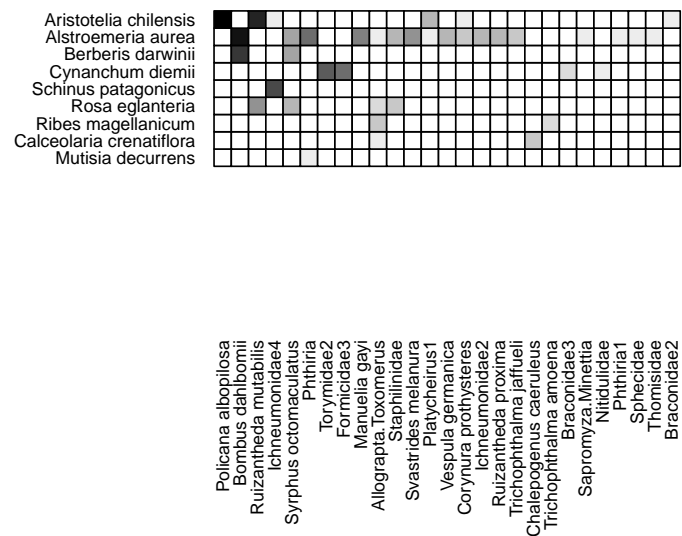 Aristotelia chilensis
Alstroemeria aurea
Berberis darwinii
Cynanchum diemii
Schinus patagonicus
Rosa eglanteria
Ribes magellanicum
Calceolaria crenatiflora
Mutisia decurrens
Policana albopilosa
Bombus dahlbomii
Ruizantheda mutabilis
Ichneumonidae4
Syrphus octomaculatus
Phthiria
Torymidae2
Formicidae3
Manuelia gayi
Allograpta.Toxomerus
Staphilinidae
Svastrides melanura
Platycheirus1
Vespula germanica
Corynura prothysteres
Ichneumonidae2
Ruizantheda proxima
Trichophthalma jaffueli
Chalepogenus caeruleus
Trichophthalma amoena
Braconidae3
Sapromyza.Minettia
Nitidulidae
Phthiria1
Sphecidae
Thomisidae
Braconidae2